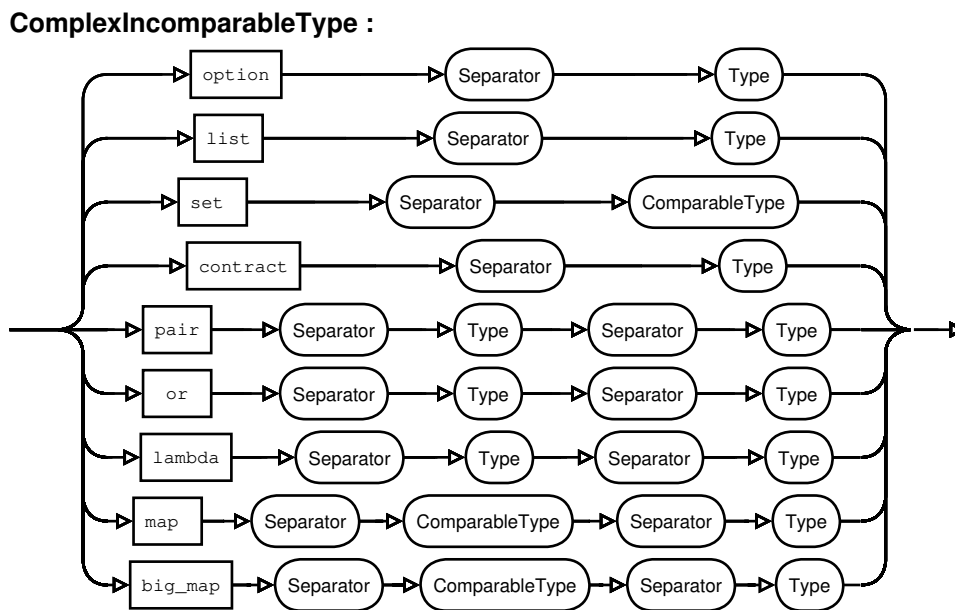 ComplexIncomparableType :
option Separator Type
list Separator Type
set Separator ComparableType
contract Separator Type
pair Separator Type Separator Type
or Separator Type Separator Type
lambda Separator Type Separator Type
map Separator ComparableType Separator Type
big_map Separator ComparableType Separator Type